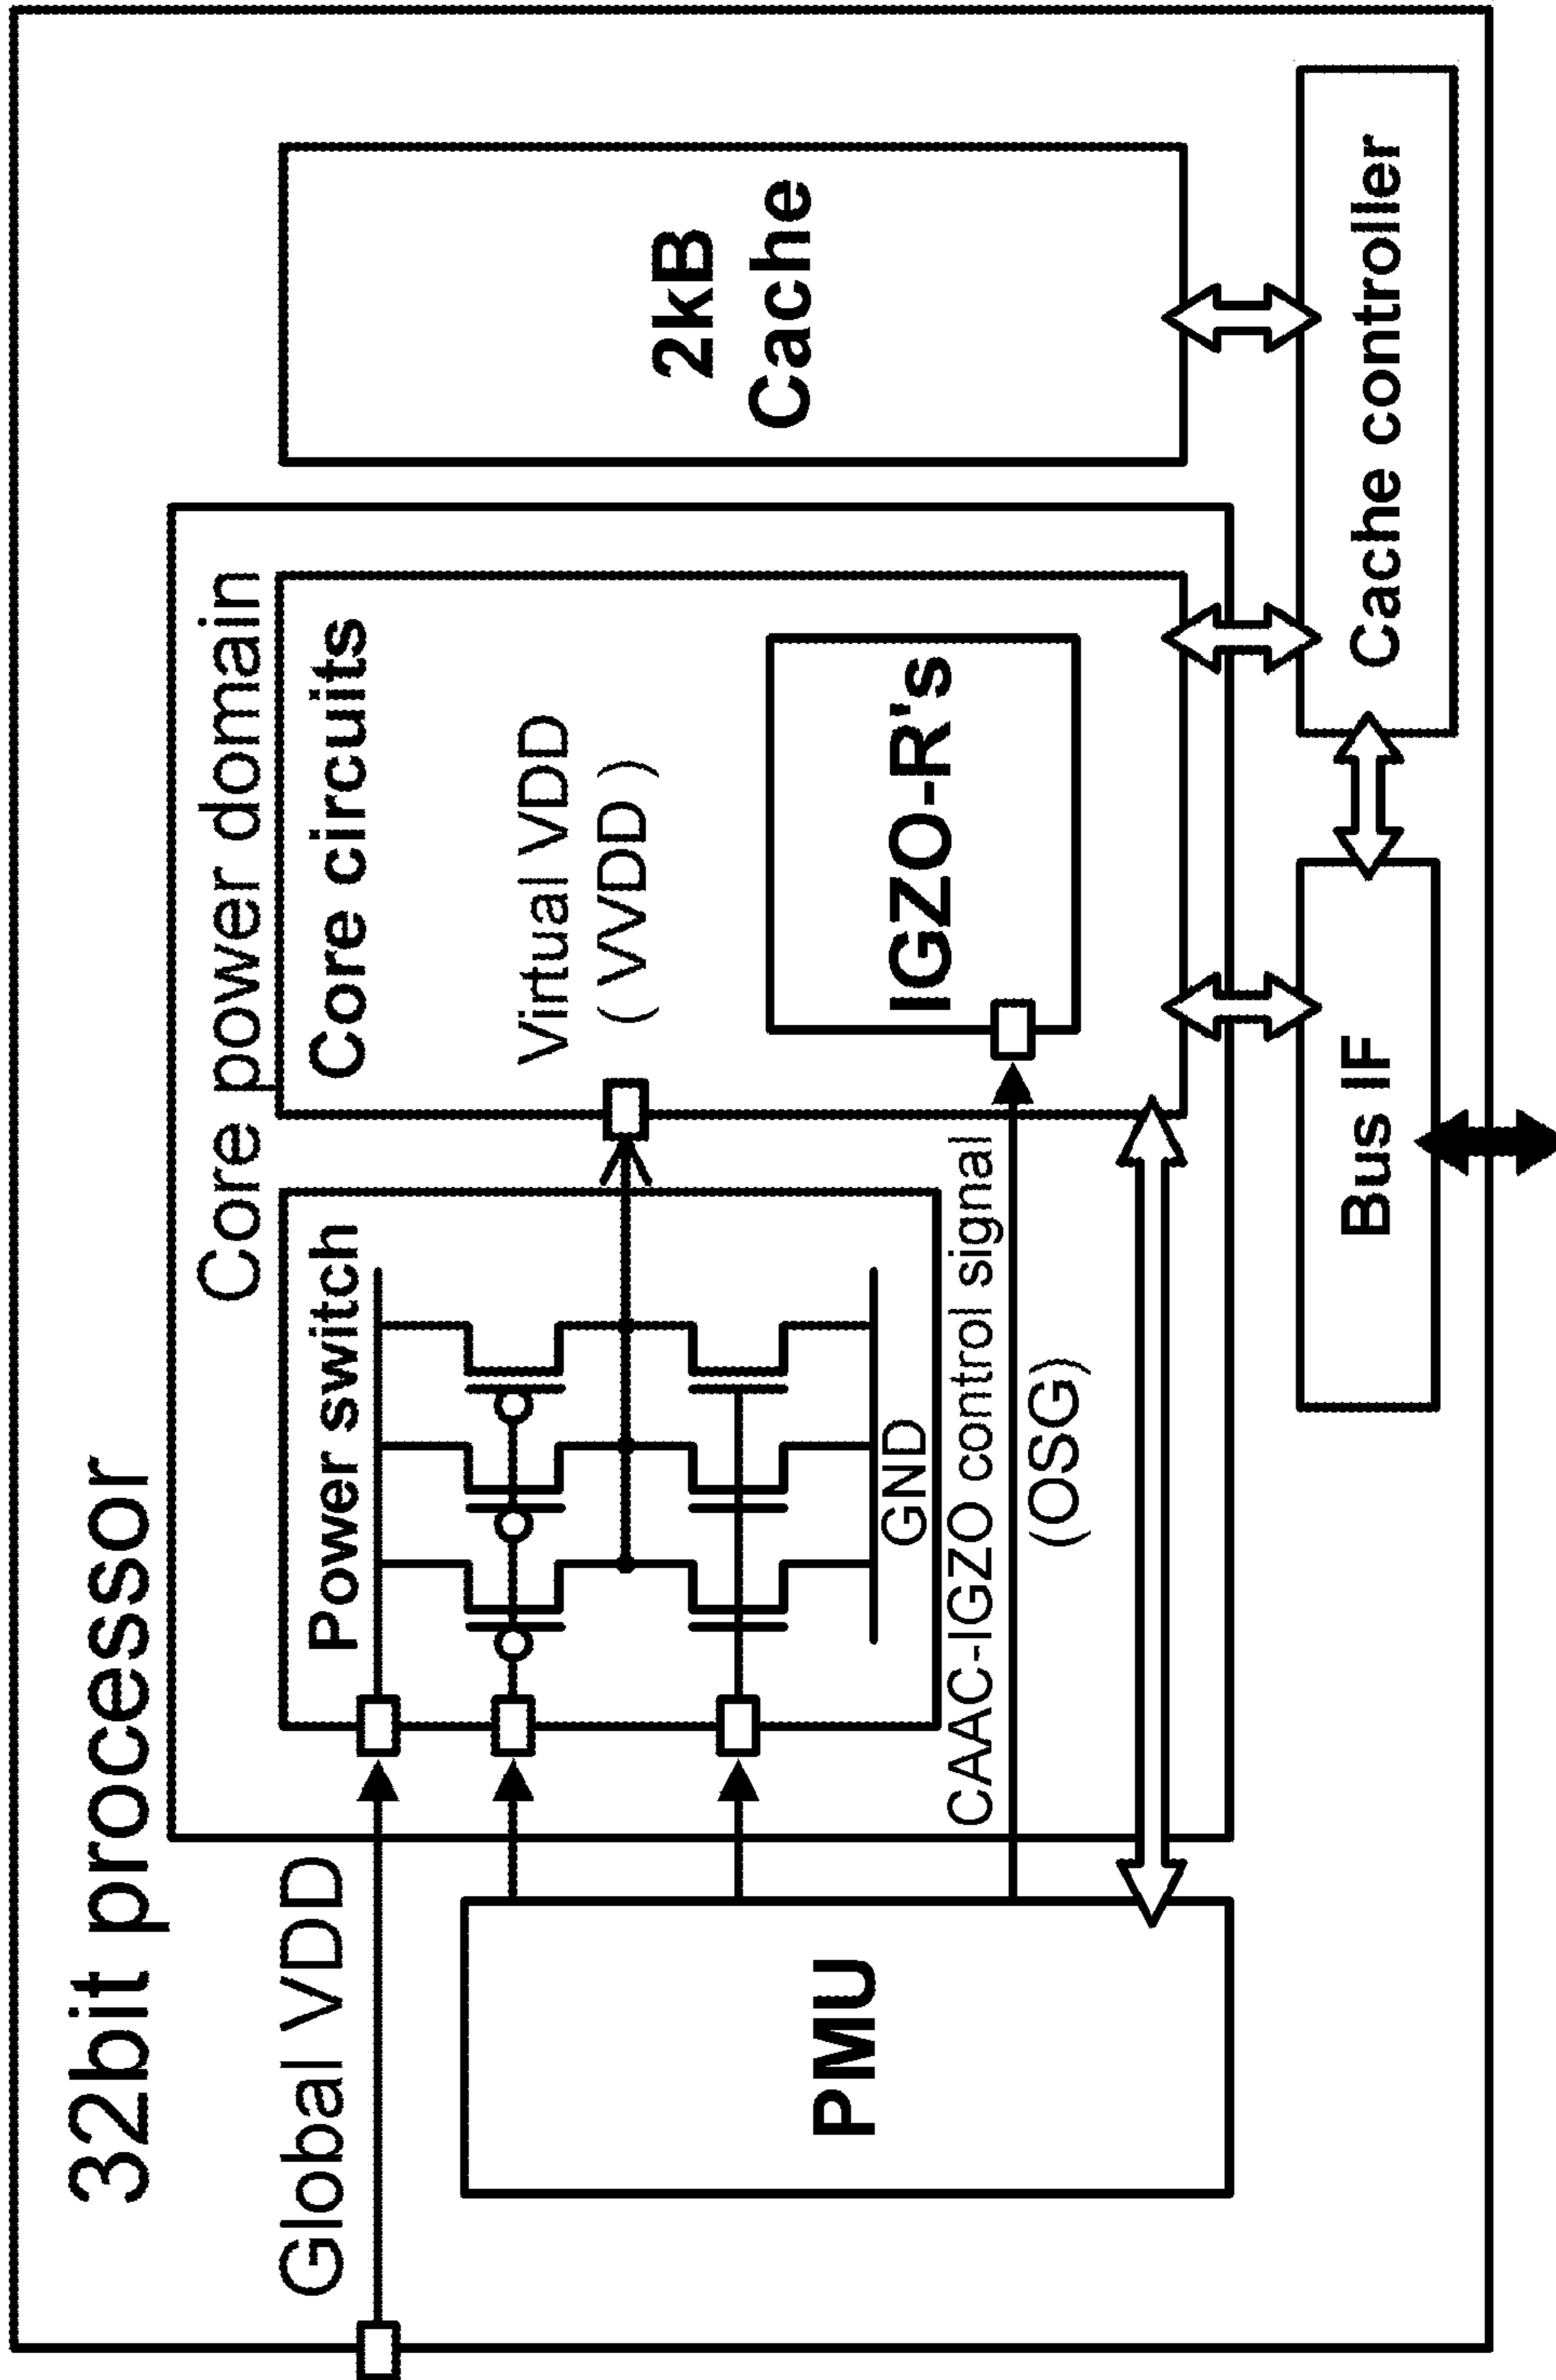 32bit processor
Global VDD
Core power domain
Power switch
Core circuits
Virtual VDD
( VVDD )
2kB
Cache
PMU
GND
IGZO-R's
CAAC-IGZO control signal
(OSG)
Bus IF
Cache controller